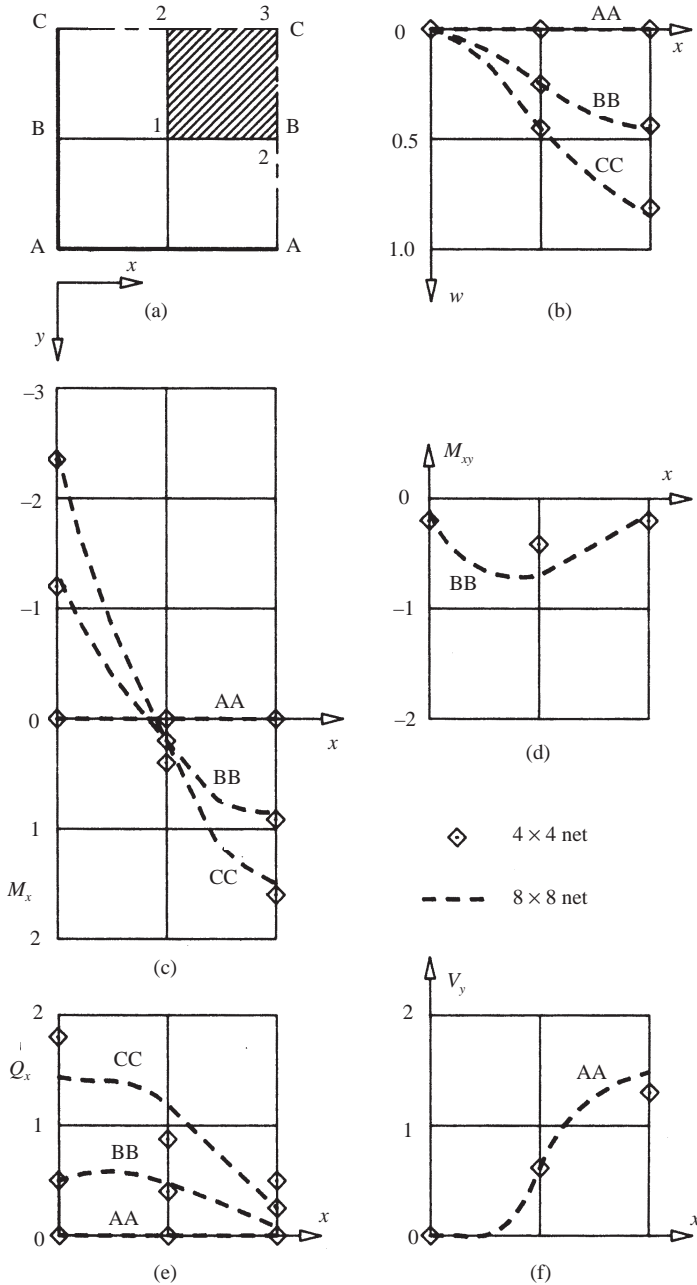 2 3
C C
B 1 B
2
A A
x
y
(a)
AA
0 x
BB
0.5
CC
1.0
w
(b)
–3
–2
–1
0 AA
x
BB
1
CC
M_x
2
(c)
M_xy
0 x
BB
–1
–2
(d)
4 × 4 net
8 × 8 net
2
Q_x CC
1
BB
AA
0 x
(e)
V_y
2
AA
1
0 x
(f)